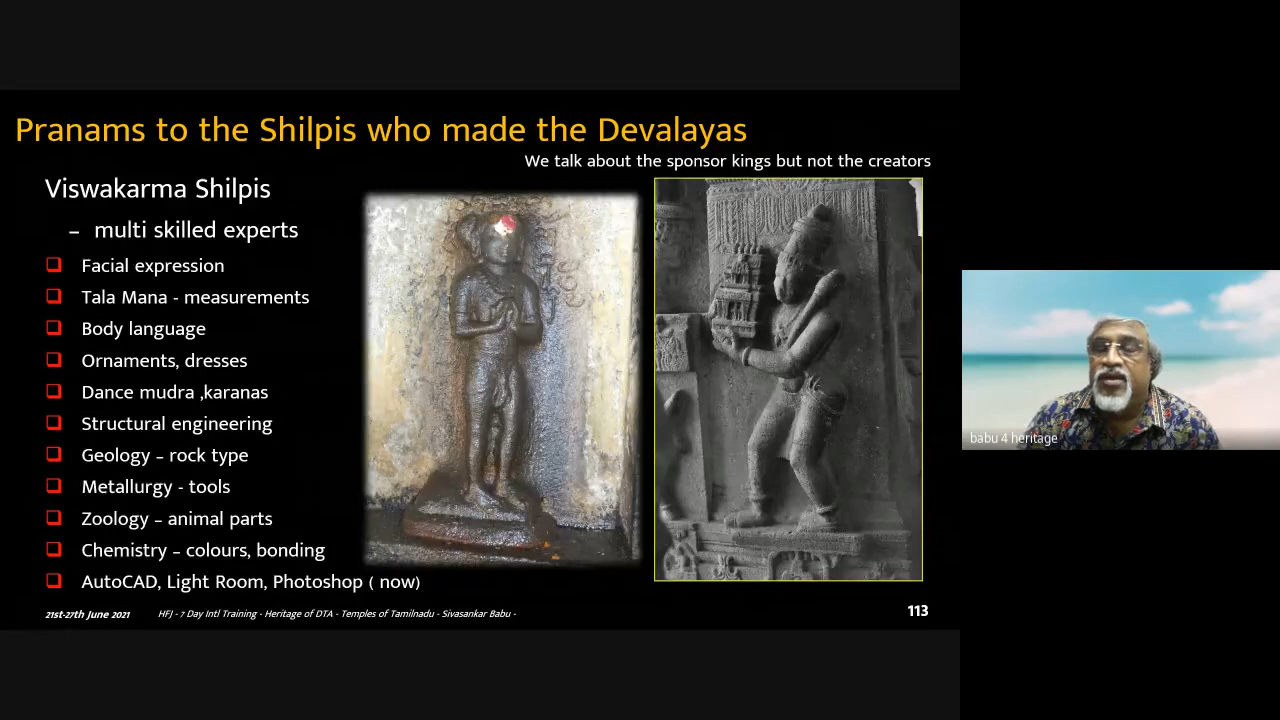 Pranams to the Shilpis who made the Devalayas
We talk about the sponsor kings but not the creators
Viswakarma Shilpis
– multi skilled experts
❑ Facial expression
❑ Tala Mana - measurements
❑ Body language
❑ Ornaments, dresses
❑ Dance mudra ,karanas
❑ Structural engineering
❑ Geology – rock type
❑ Metallurgy - tools
❑ Zoology – animal parts
❑ Chemistry – colours, bonding
❑ AutoCAD, Light Room, Photoshop ( now)
21st-27th June 2021 HFJ - 7 Day Intl Training - Heritage of DTA - Temples of Tamilnadu - Sivasankar Babu -
113
babu 4 heritage